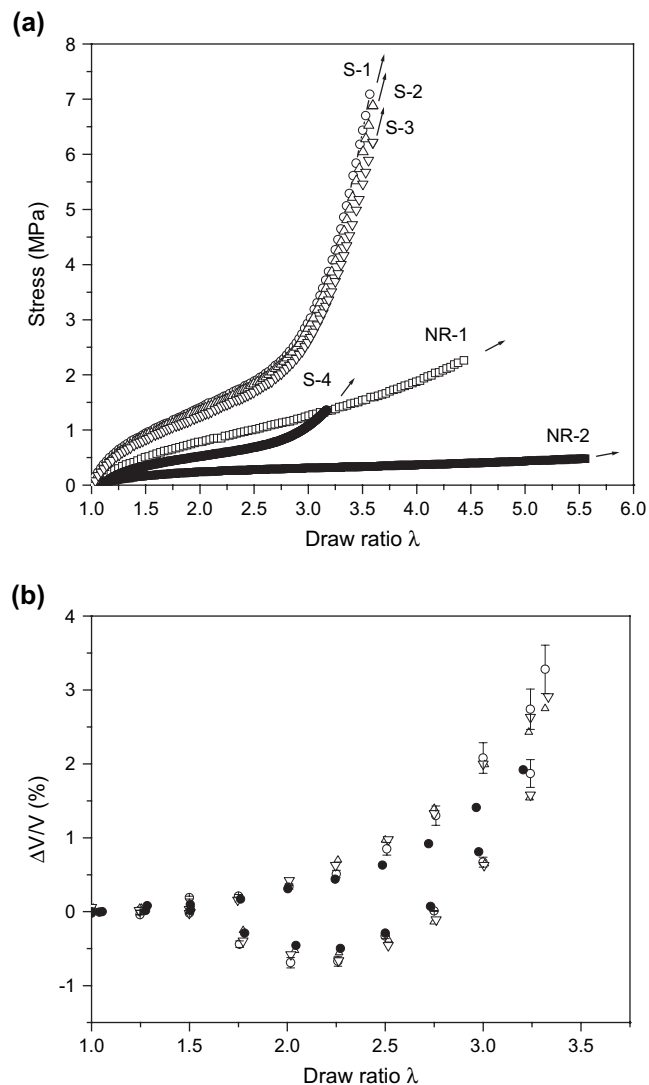 (a)
8
7
6
5
4
3
2
1
0
Stress (MPa)
S-1
S-2
S-3
NR-1
S-4
NR-2
1.0 1.5 2.0 2.5 3.0 3.5 4.0 4.5 5.0 5.5 6.0
Draw ratio λ
(b)
4
3
2
1
0
-1
ΔV/V (%)
1.0 1.5 2.0 2.5 3.0 3.5
Draw ratio λ